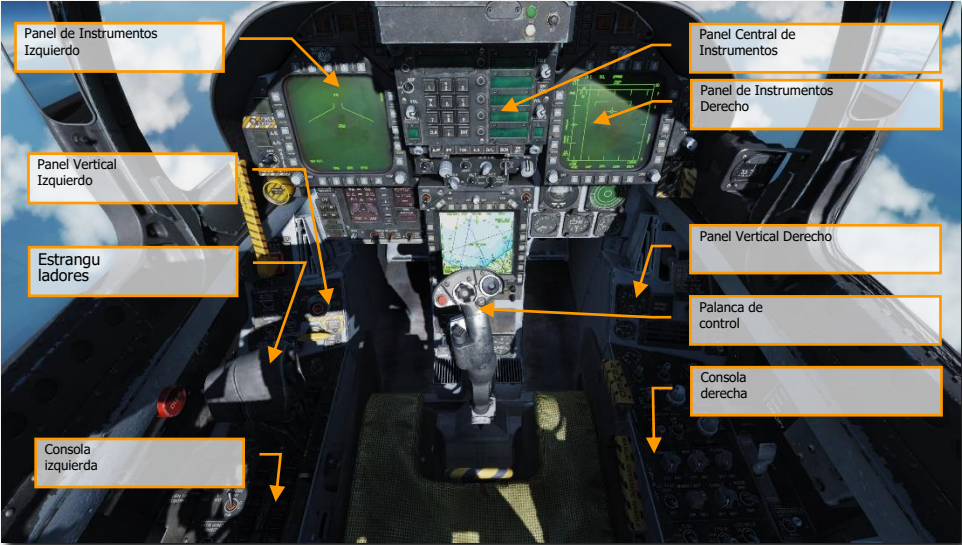 Panel de Instrumentos
Izquierdo
Panel Central de
Instrumentos
Panel de Instrumentos
Derecho
Panel Vertical
Izquierdo
Panel Vertical Derecho
Estrangu
ladores
Palanca de
control
Consola
derecha
Consola
izquierda